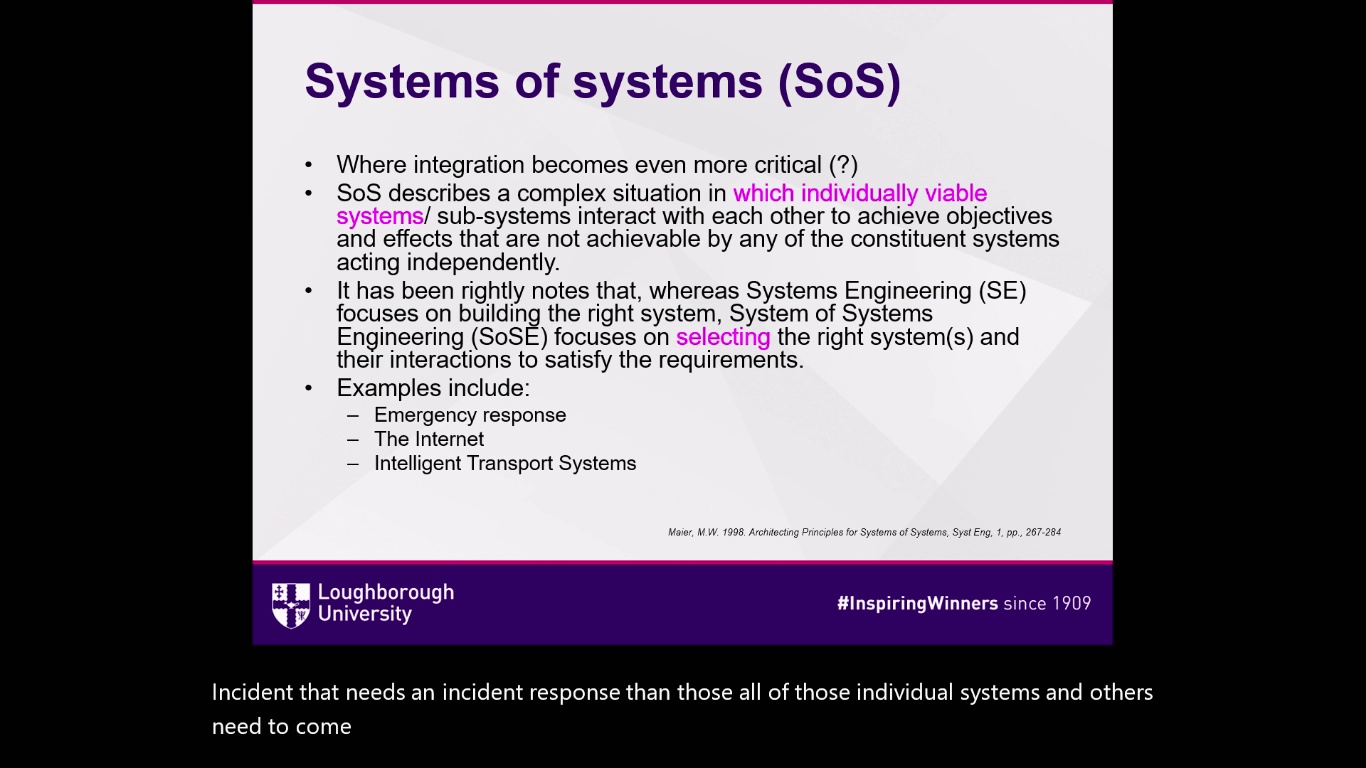 Systems of systems (SoS)
• Where integration becomes even more critical (?)
• SoS describes a complex situation in which individually viable
systems/ sub-systems interact with each other to achieve objectives
and effects that are not achievable by any of the constituent systems
acting independently.
• It has been rightly notes that, whereas Systems Engineering (SE)
focuses on building the right system, System of Systems
Engineering (SoSE) focuses on selecting the right system(s) and
their interactions to satisfy the requirements.
• Examples include:
– Emergency response
– The Internet
– Intelligent Transport Systems
Maier, M.W. 1998. Architecting Principles for Systems of Systems, Syst Eng, 1, pp., 267-284
Loughborough
University
#InspiringWinners since 1909
Incident that needs an incident response than those all of those individual systems and others
need to come